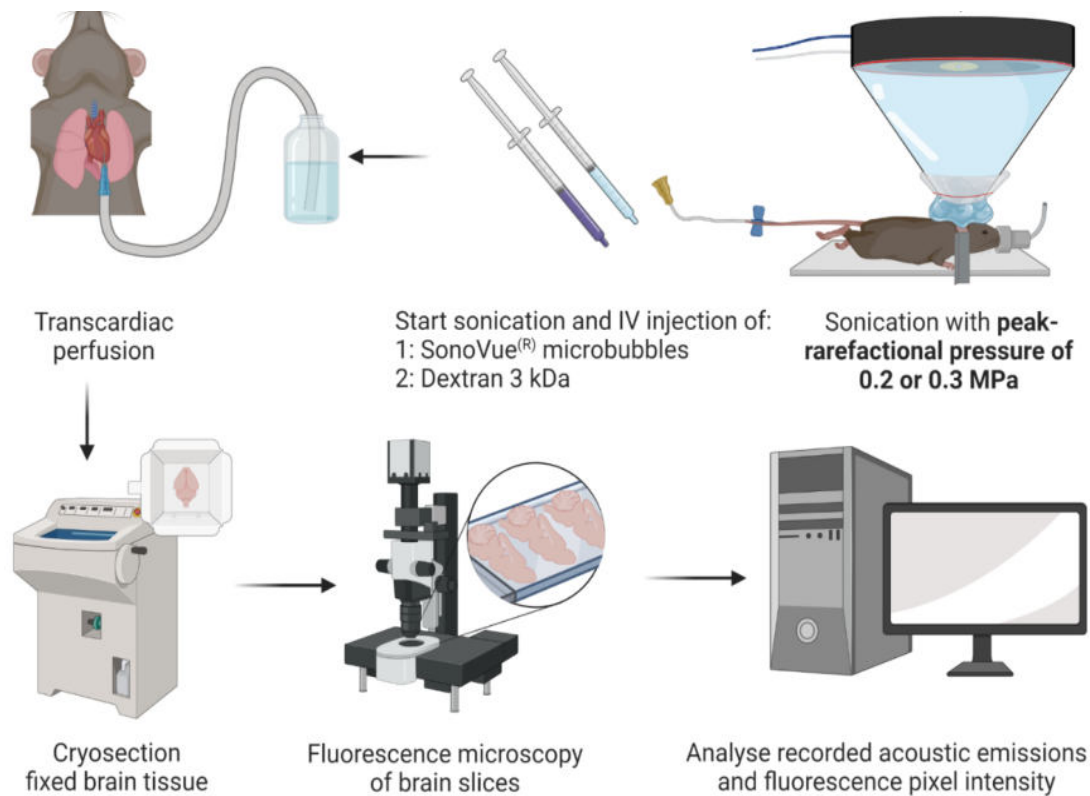 Transcardiac
perfusion
Start sonication and IV injection of:
1: SonoVue(R) microbubbles
2: Dextran 3 kDa
Sonication with peak-
rarefactional pressure of
0.2 or 0.3 MPa
Cryosection
fixed brain tissue
Fluorescence microscopy
of brain slices
Analyse recorded acoustic emissions
and fluorescence pixel intensity